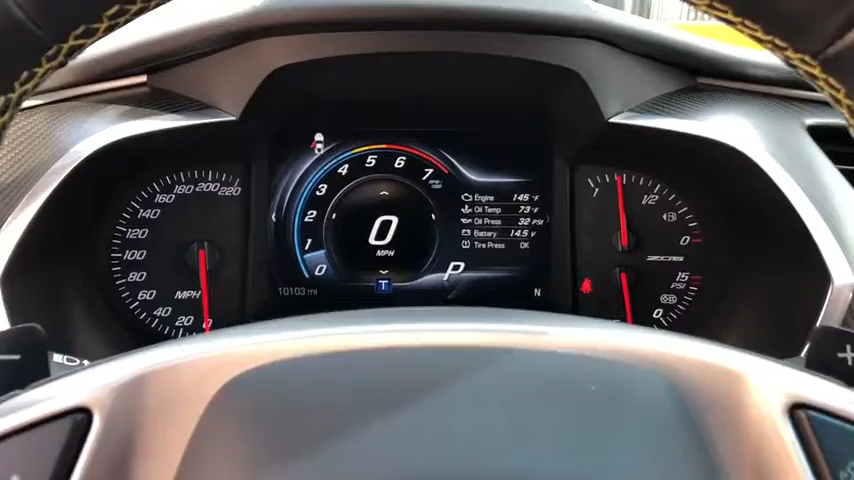 220
200
180
160
140
120
100
80
60
40
20
0
MPH
0
1
2
3
4
5
6
7
RPM / 1000
0
MPH
T
10103 mi
P
N
Engine 145 °F
Oil Temp 73 °F
Oil Press 32 PSI
Battery 14.5 V
Tire Press OK
1
1/2
0
Z06
15
PSI
0
+